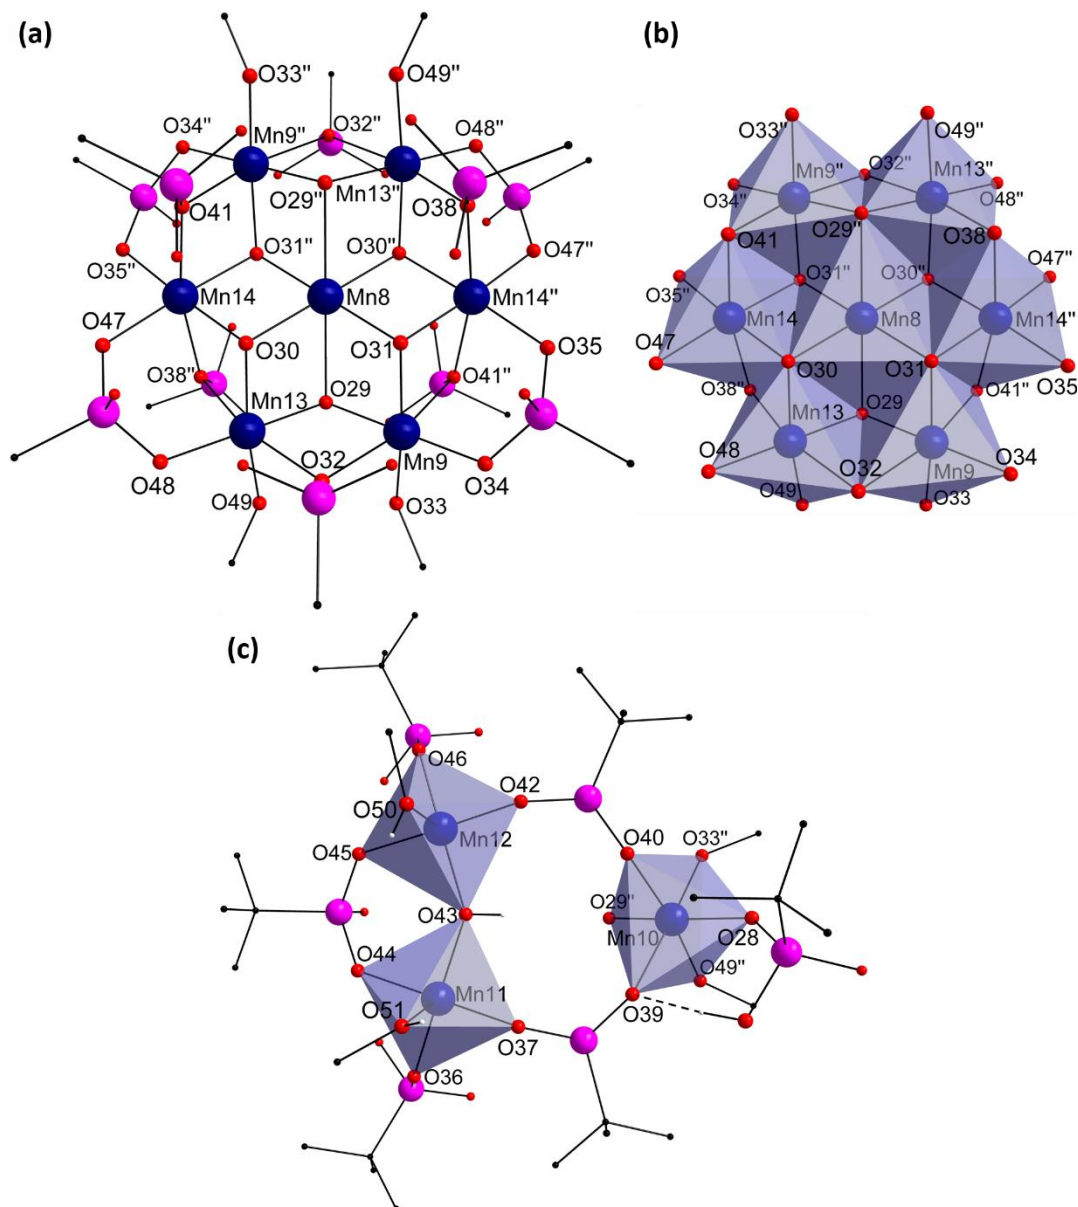 (a)
O33"
O49"
O34"
Mn9"
O32"
O48"
O29"
Mn13"
O41
O38
O31"
O30"
O35"
O47"
Mn14
Mn8
Mn14"
O47
O30
O31
O35
O38"
O41"
Mn13
O29
O32
Mn9
O48
O34
O49
O33
(b)
O33"
O49"
Mn9"
O32"
Mn13"
O34"
O48"
O41
O29"
O38
O31"
O30"
O47"
O35"
Mn14
Mn8
Mn14"
O47
O30
O31
O35
O38"
O41"
Mn13
O29
O48
O32
Mn9
O34
O49
O33
(c)
O46
O50
O42
Mn12
O45
O40
O33"
O43
O29"
Mn10
O28
O44
O49"
Mn11
O51
O39
O37
O36